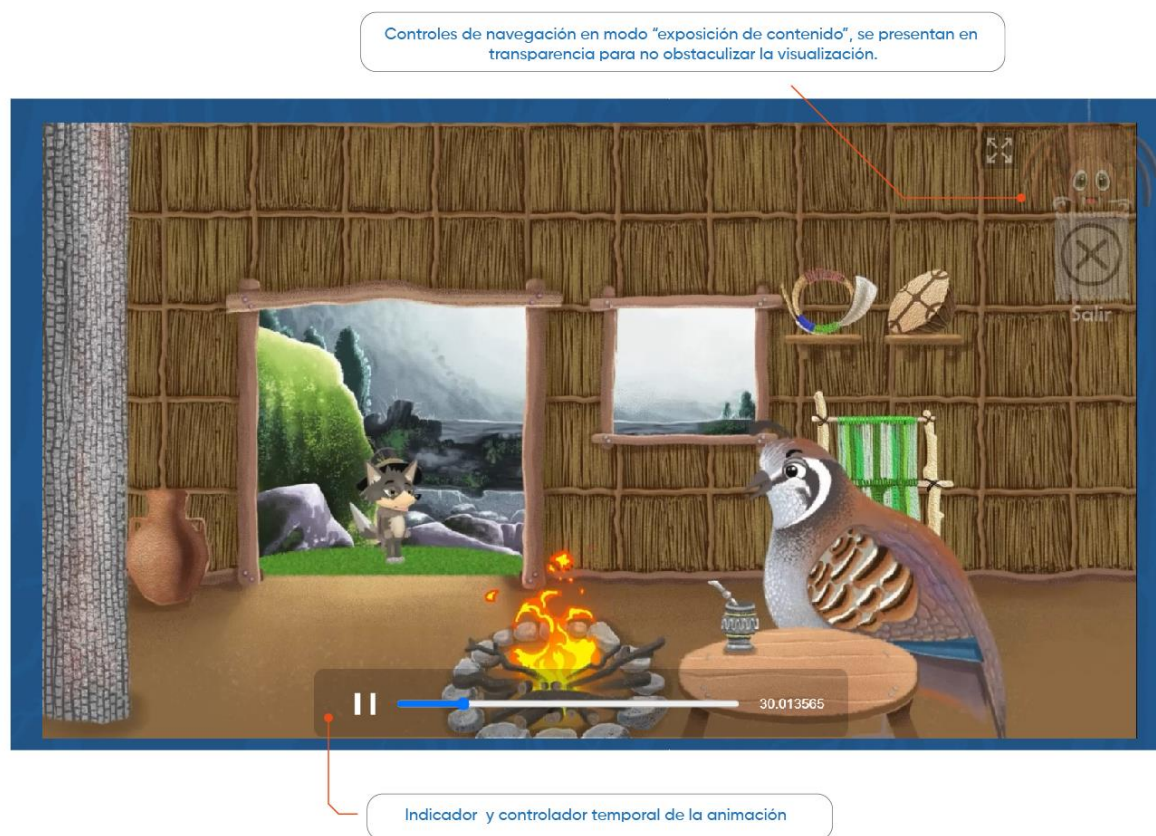 Controles de navegación en modo “exposición de contenido”, se presentan en
transparencia para no obstaculizar la visualización.
Salir
30.013565
Indicador y controlador temporal de la animación